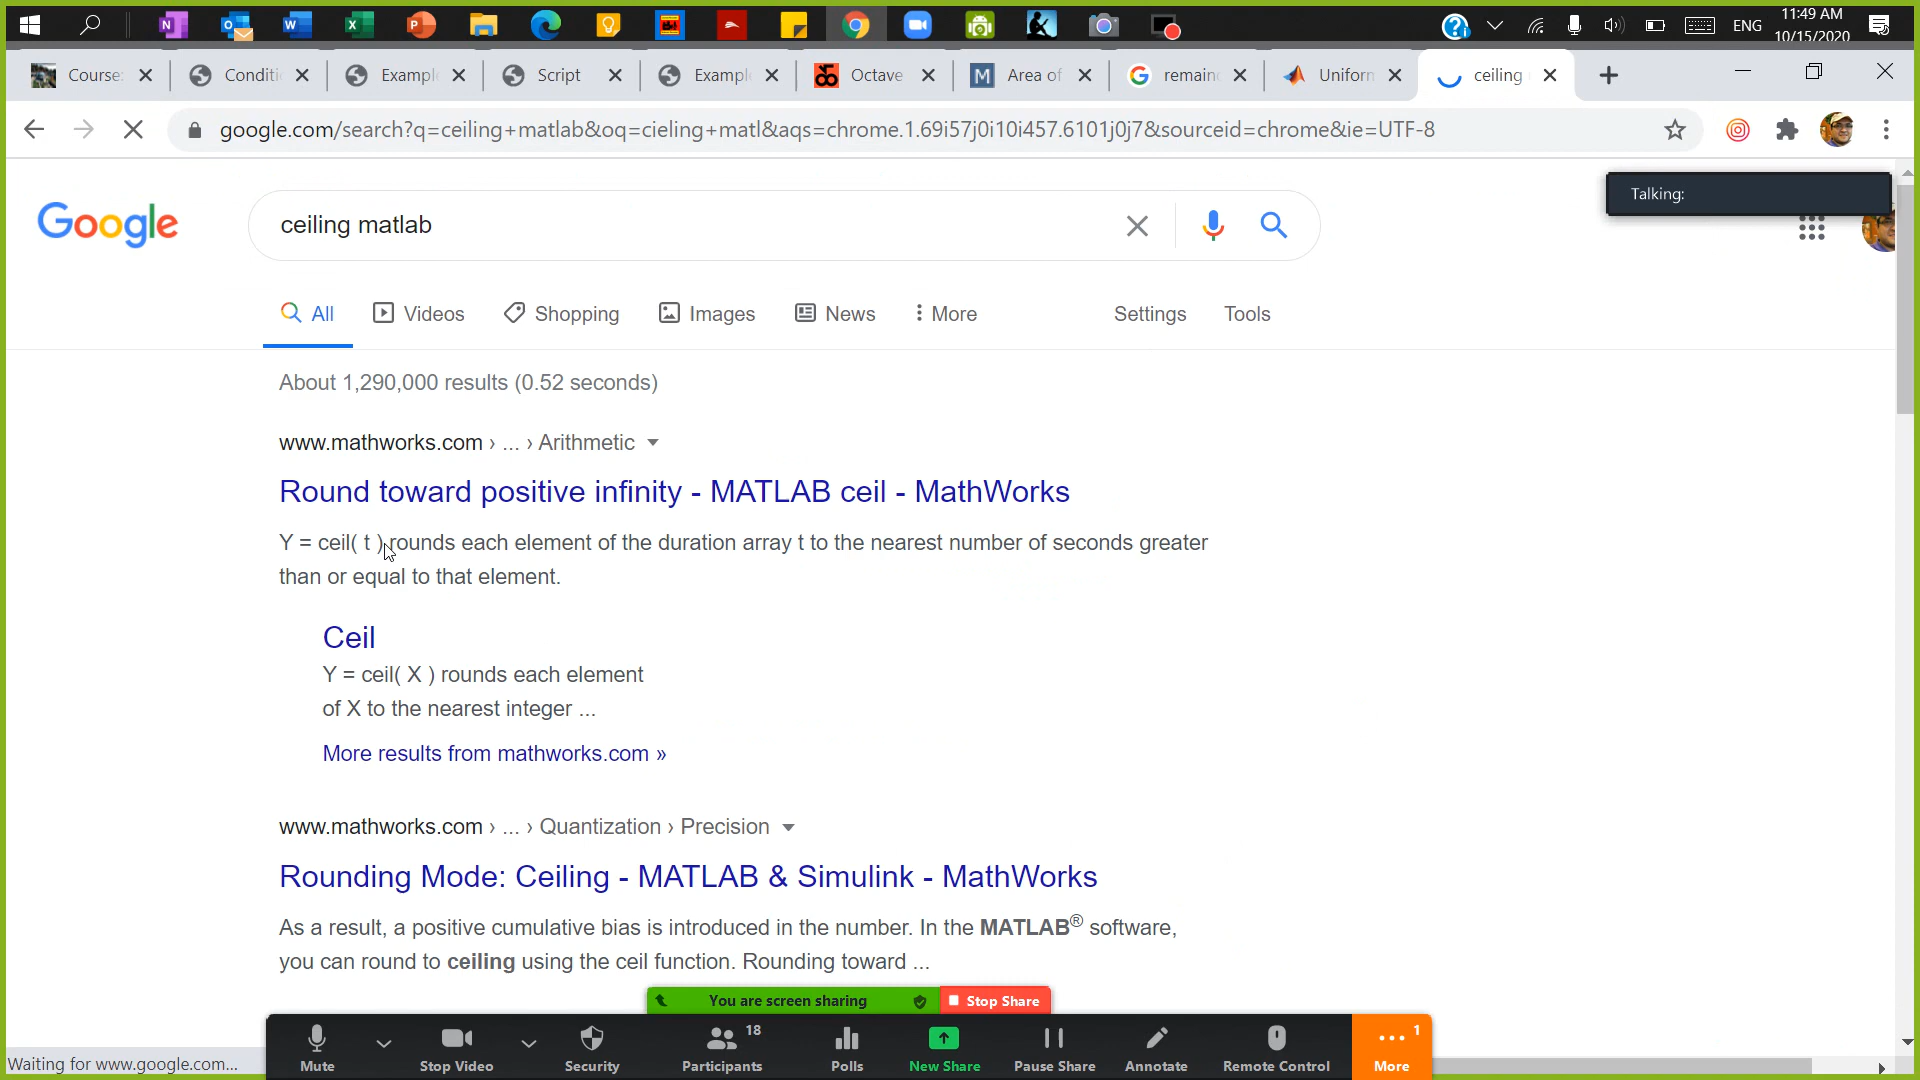 ENG
11:49 AM
10/15/2020
Course:
Conditi
Exampl
Script
Exampl
Octave
M
Area of
remain
Uniform
ceiling
google.com/search?q=ceiling+matlab&oq=cieling+matl&aqs=chrome.1.69i57j0i10i457.6101j0j7&sourceid=chrome&ie=UTF-8
Talking:
Google
ceiling matlab
All
Videos
Shopping
Images
News
More
Settings
Tools
About 1,290,000 results (0.52 seconds)
www.mathworks.com › ... › Arithmetic
Round toward positive infinity - MATLAB ceil - MathWorks
Y = ceil( t ) rounds each element of the duration array t to the nearest number of seconds greater
than or equal to that element.
Ceil
Y = ceil( X ) rounds each element
of X to the nearest integer ...
More results from mathworks.com »
www.mathworks.com › ... › Quantization › Precision
Rounding Mode: Ceiling - MATLAB & Simulink - MathWorks
As a result, a positive cumulative bias is introduced in the number. In the MATLAB® software,
you can round to ceiling using the ceil function. Rounding toward ...
You are screen sharing
Stop Share
Waiting for www.google.com...
Mute
Stop Video
Security
Participants
18
Polls
New Share
Pause Share
Annotate
Remote Control
More
1